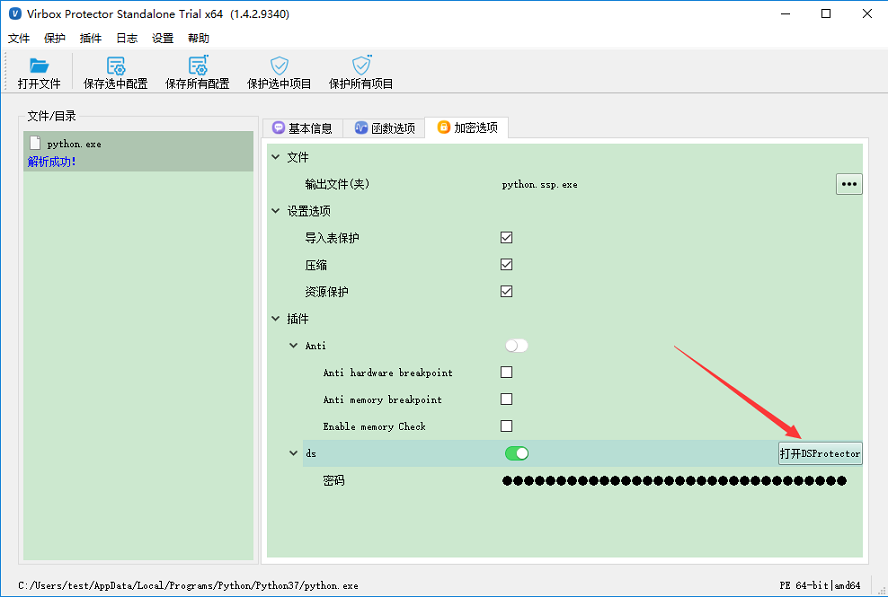 Virbox Protector Standalone Trial x64 (1.4.2.9340)
文件 保护 插件 日志 设置 帮助
打开文件 保存选中配置 保存所有配置 保护选中项目 保护所有项目
文件/目录
python.exe
解析成功!
基本信息 函数选项 加密选项
文件
输出文件(夹) python.ssp.exe
设置选项
导入表保护
压缩
资源保护
插件
Anti
Anti hardware breakpoint
Anti memory breakpoint
Enable memory Check
ds 打开DSProtector
密码
C:/Users/test/AppData/Local/Programs/Python/Python37/python.exe PE 64-bit|amd64